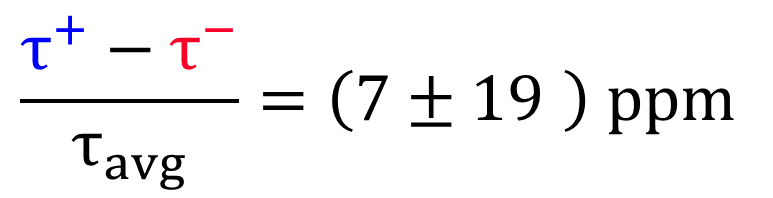 τ⁺ − τ⁻
τavg
= (7 ± 19 ) ppm